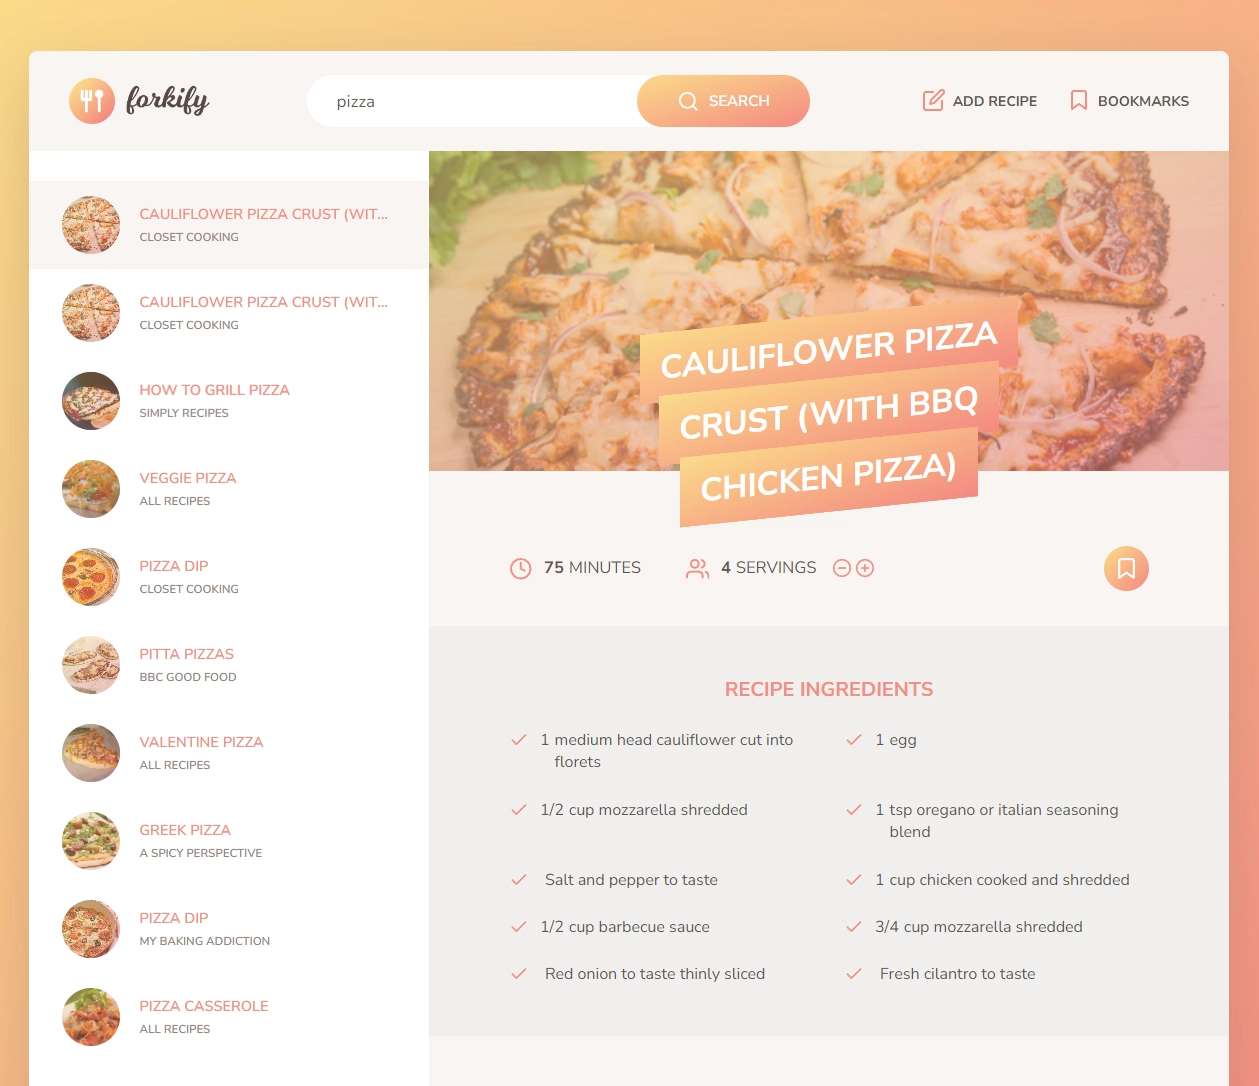 forkify
pizza
SEARCH
ADD RECIPE
BOOKMARKS
CAULIFLOWER PIZZA CRUST (WIT...
CLOSET COOKING
CAULIFLOWER PIZZA CRUST (WIT...
CLOSET COOKING
HOW TO GRILL PIZZA
SIMPLY RECIPES
VEGGIE PIZZA
ALL RECIPES
PIZZA DIP
CLOSET COOKING
PITTA PIZZAS
BBC GOOD FOOD
VALENTINE PIZZA
ALL RECIPES
GREEK PIZZA
A SPICY PERSPECTIVE
PIZZA DIP
MY BAKING ADDICTION
PIZZA CASSEROLE
ALL RECIPES
CAULIFLOWER PIZZA
CRUST (WITH BBQ
CHICKEN PIZZA)
75 MINUTES
4 SERVINGS
RECIPE INGREDIENTS
1 medium head cauliflower cut into
florets
1 egg
1/2 cup mozzarella shredded
1 tsp oregano or italian seasoning
blend
Salt and pepper to taste
1 cup chicken cooked and shredded
1/2 cup barbecue sauce
3/4 cup mozzarella shredded
Red onion to taste thinly sliced
Fresh cilantro to taste